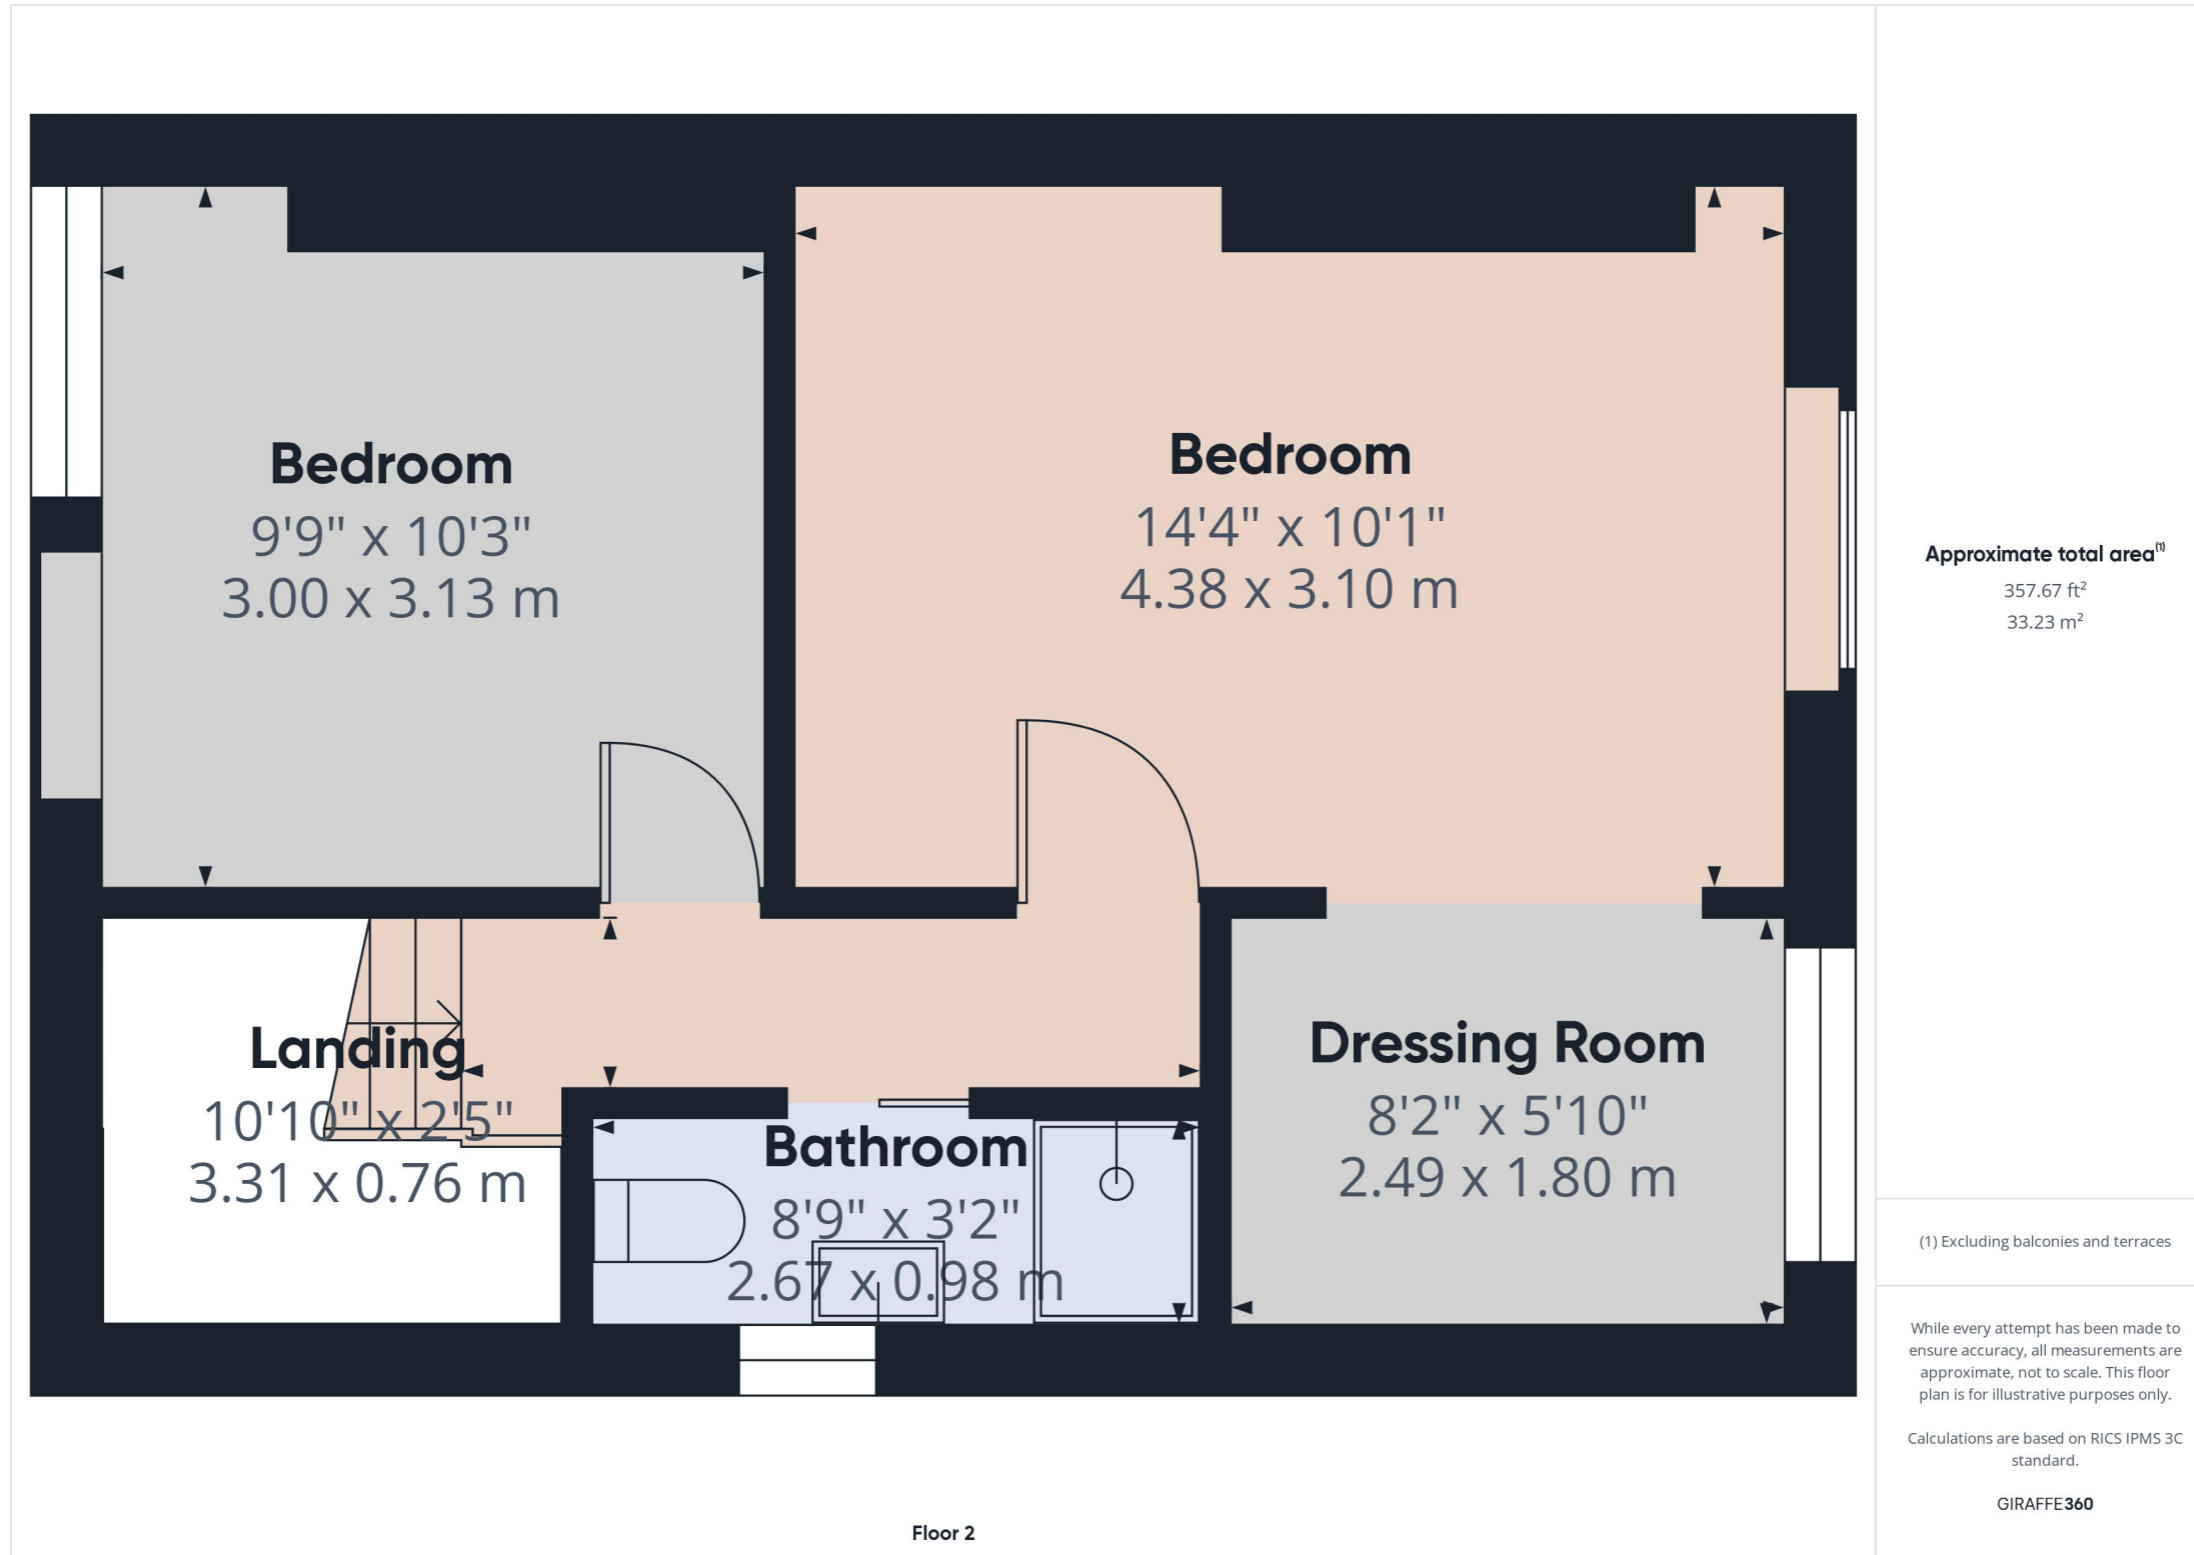 Bedroom
9'9" x 10'3"
3.00 x 3.13 m
Bedroom
14'4" x 10'1"
4.38 x 3.10 m
Landing
10'10" x 2'5"
3.31 x 0.76 m
Bathroom
8'9" x 3'2"
2.67 x 0.98 m
Dressing Room
8'2" x 5'10"
2.49 x 1.80 m
Floor 2
Approximate total area⁽¹⁾
357.67 ft²
33.23 m²
(1) Excluding balconies and terraces
While every attempt has been made to
ensure accuracy, all measurements are
approximate, not to scale. This floor
plan is for illustrative purposes only.
Calculations are based on RICS IPMS 3C
standard.
GIRAFFE360